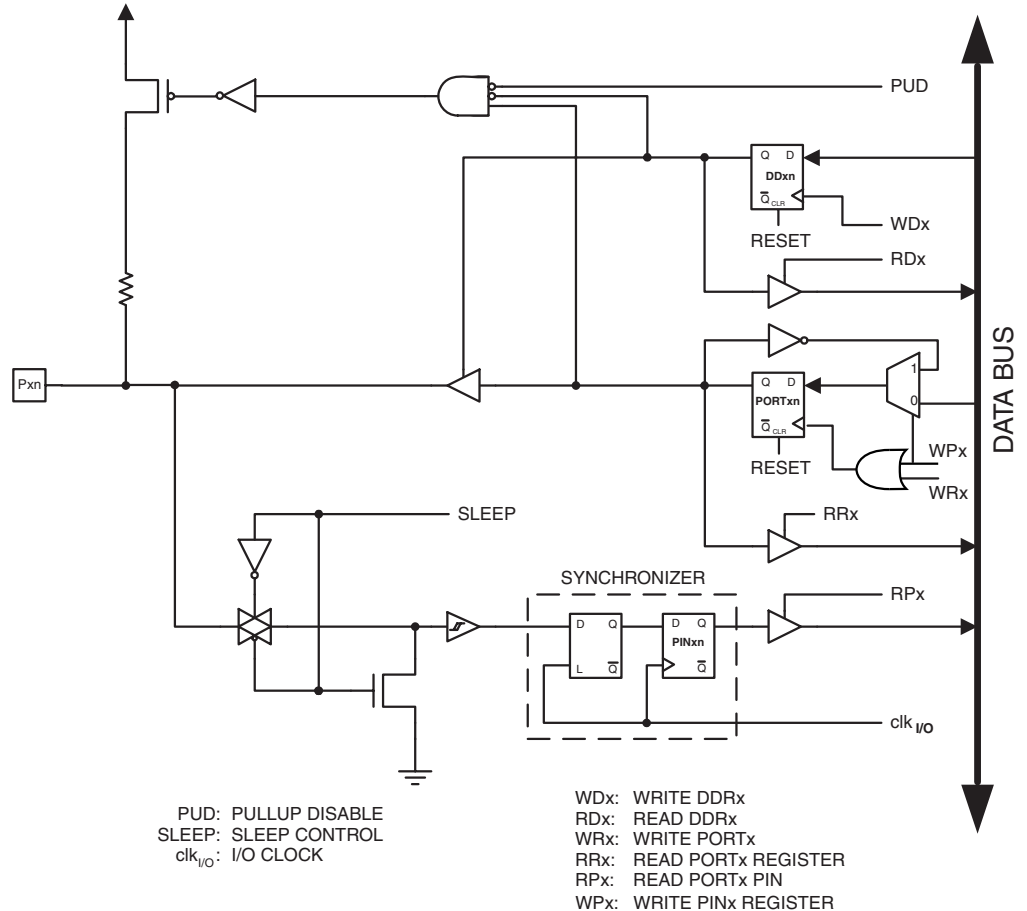 PUD
Q D
DDxn
Q CLR
WDx
RESET
RDx
1
Pxn
Q D
PORTxn
0
Q CLR
WPx
RESET
WRx
DATA BUS
SLEEP
RRx
SYNCHRONIZER
RPx
D Q
L Q
D Q
PINxn
Q
clk I/O
PUD: PULLUP DISABLE
SLEEP: SLEEP CONTROL
clkI/O: I/O CLOCK
WDx: WRITE DDRx
RDx: READ DDRx
WRx: WRITE PORTx
RRx: READ PORTx REGISTER
RPx: READ PORTx PIN
WPx: WRITE PINx REGISTER